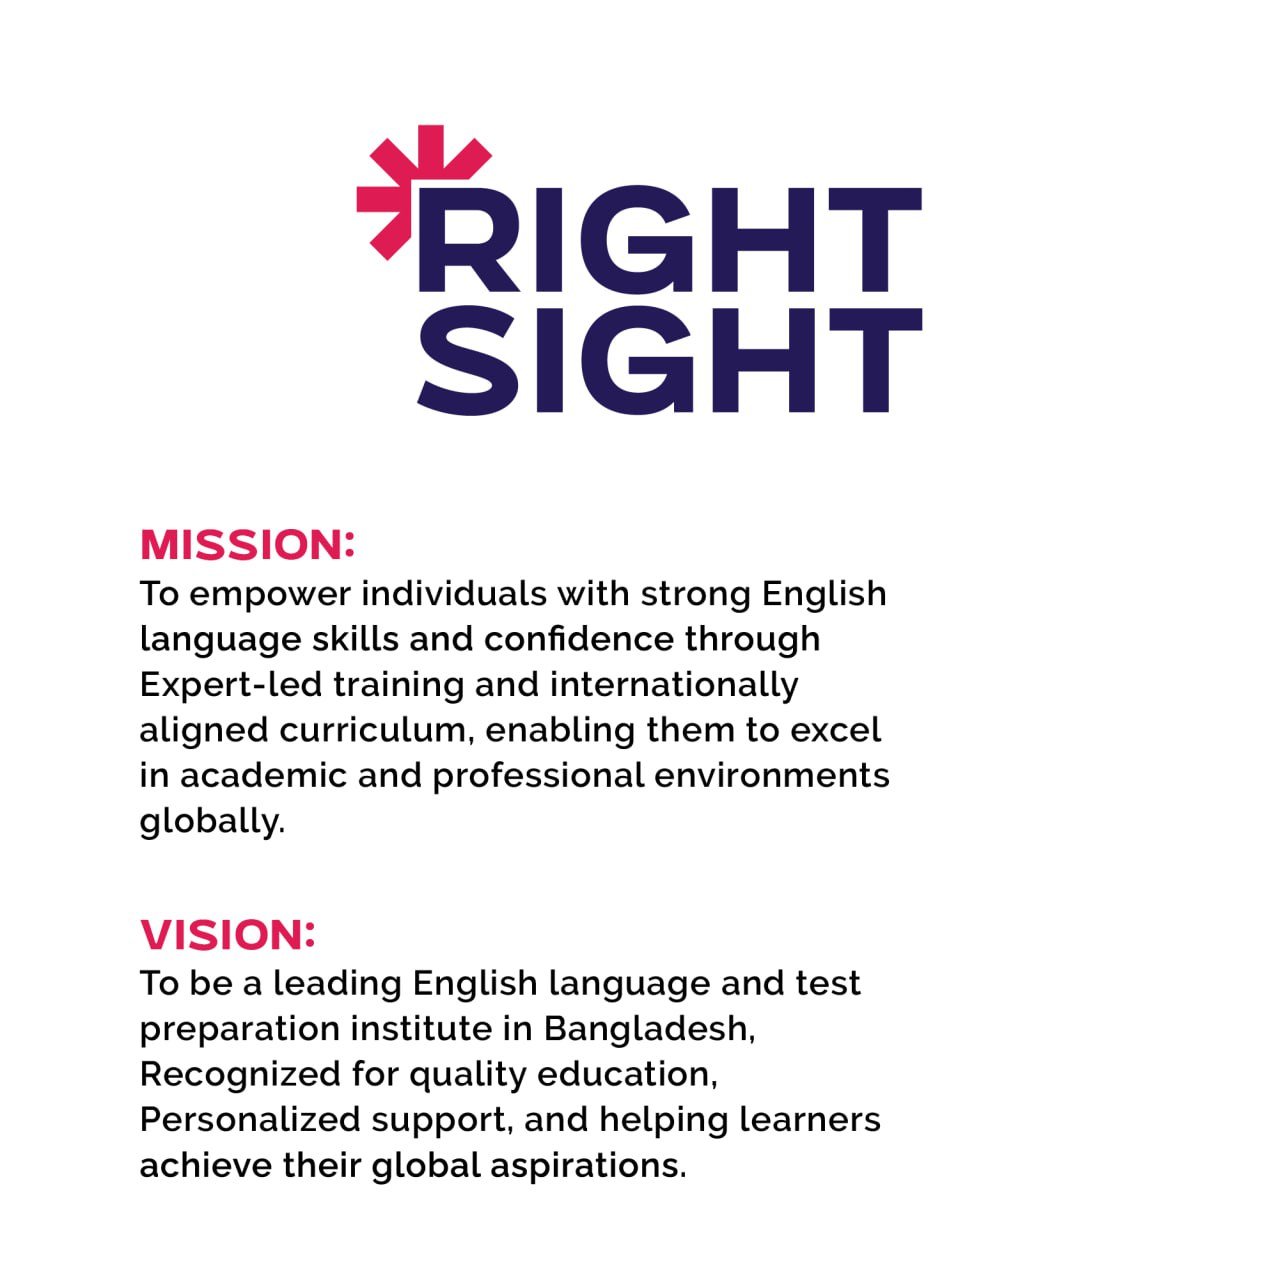 RIGHT
SIGHT
MISSION:
To empower individuals with strong English
language skills and confidence through
Expert-led training and internationally
aligned curriculum, enabling them to excel
in academic and professional environments
globally.
VISION:
To be a leading English language and test
preparation institute in Bangladesh,
Recognized for quality education,
Personalized support, and helping learners
achieve their global aspirations.